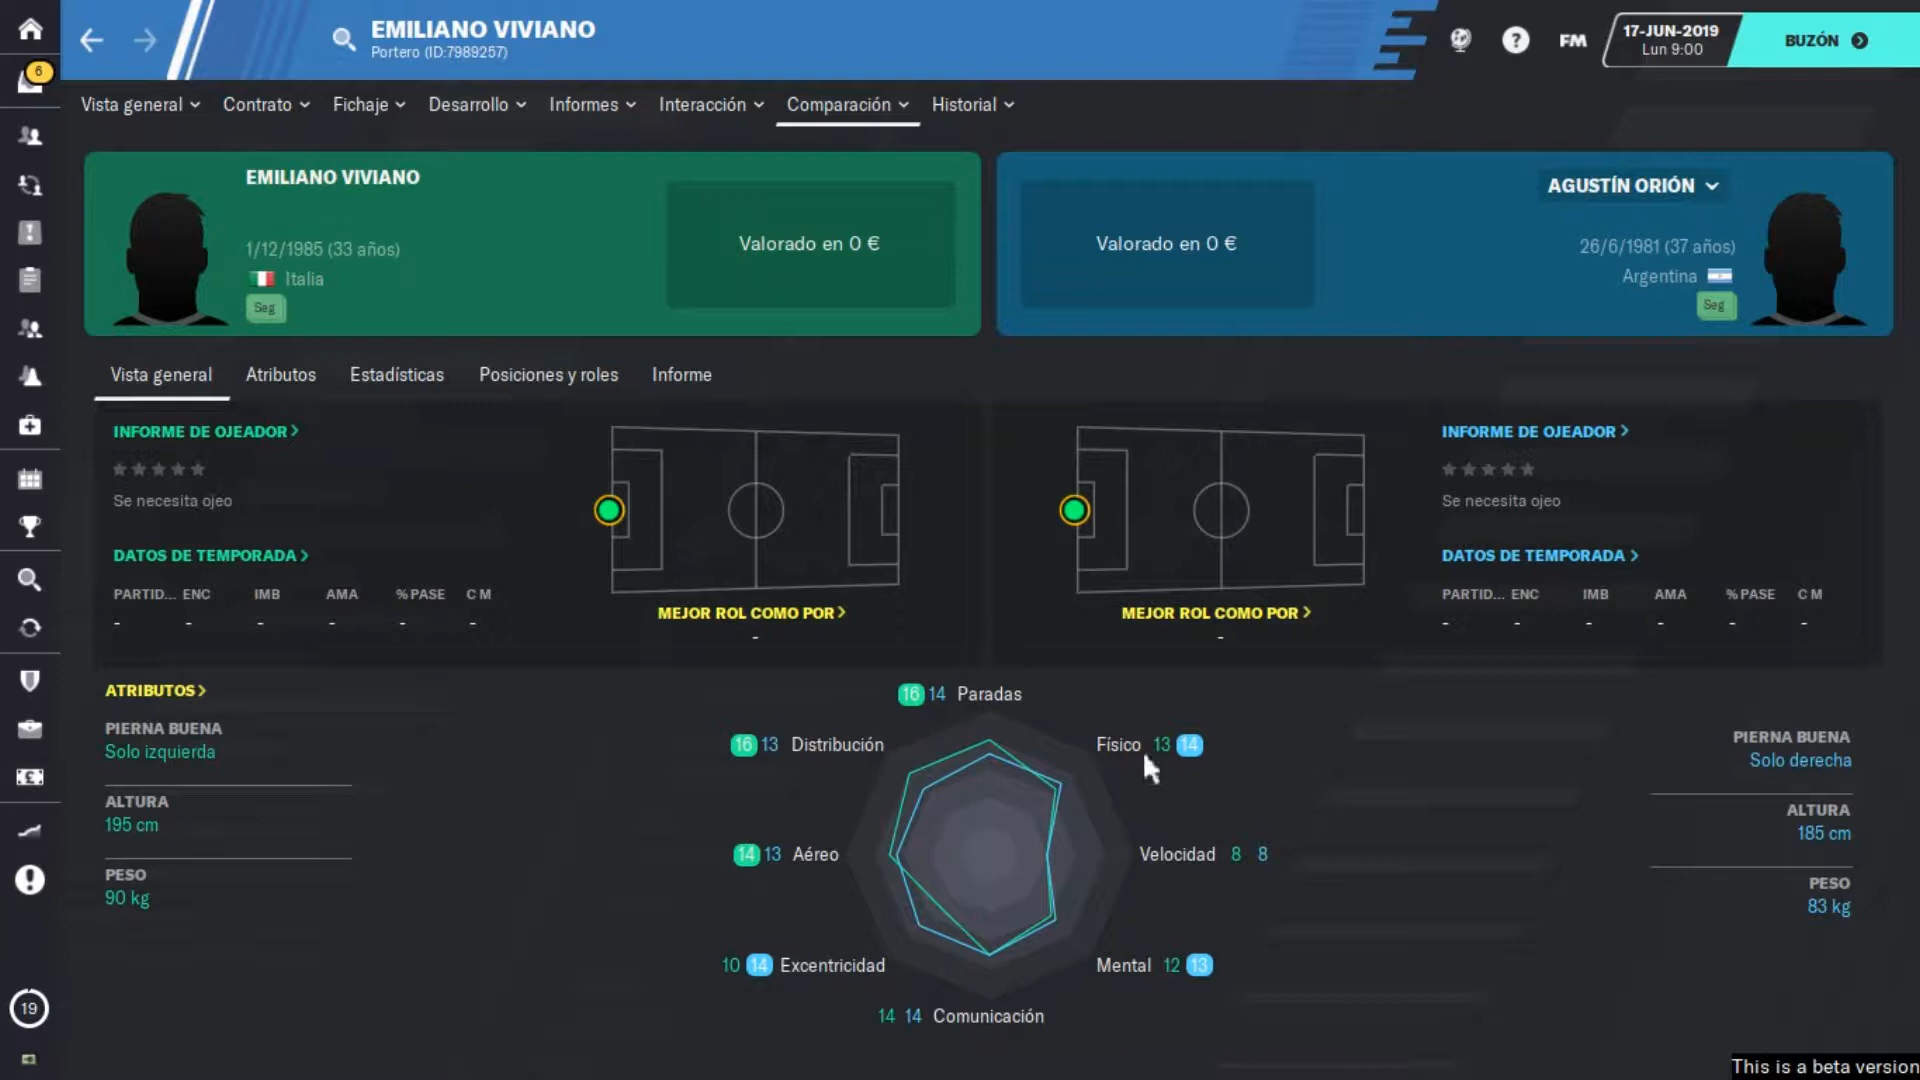 EMILIANO VIVIANO
Portero (ID:7989257)
FM
17-JUN-2019
Lun 9:00
BUZÓN
6
Vista general
Contrato
Fichaje
Desarrollo
Informes
Interacción
Comparación
Historial
EMILIANO VIVIANO
1/12/1985 (33 años)
Italia
Seg
Valorado en 0 €
Valorado en 0 €
AGUSTÍN ORIÓN
26/6/1981 (37 años)
Argentina
Seg
Vista general
Atributos
Estadísticas
Posiciones y roles
Informe
INFORME DE OJEADOR
Se necesita ojeo
DATOS DE TEMPORADA
PARTID... ENC IMB AMA % PASE C M
- - - - - -
MEJOR ROL COMO POR
-
MEJOR ROL COMO POR
-
INFORME DE OJEADOR
Se necesita ojeo
DATOS DE TEMPORADA
PARTID... ENC IMB AMA % PASE C M
- - - - - -
ATRIBUTOS
PIERNA BUENA
Solo izquierda
ALTURA
195 cm
PESO
90 kg
16 14 Paradas
16 13 Distribución
Físico 13 14
14 13 Aéreo
Velocidad 8 8
10 14 Excentricidad
Mental 12 13
14 14 Comunicación
PIERNA BUENA
Solo derecha
ALTURA
185 cm
PESO
83 kg
19
This is a beta version